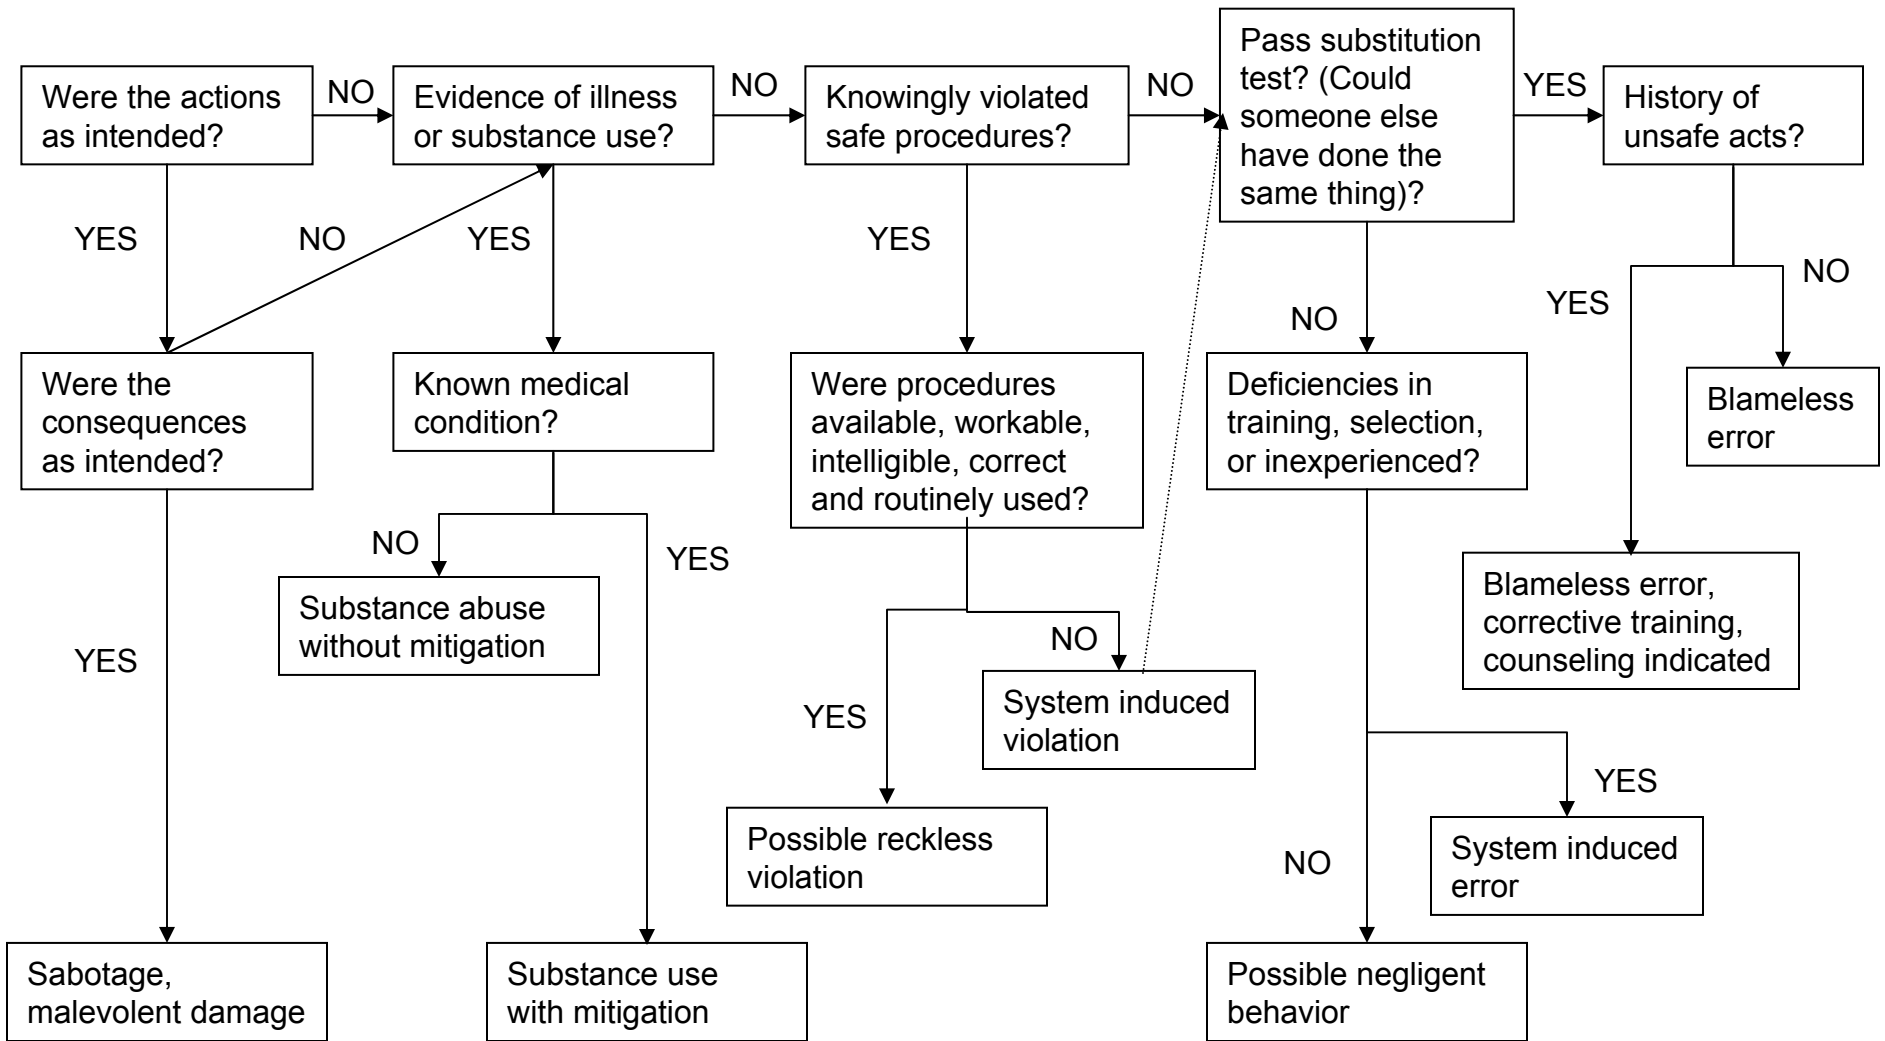 Were the actions
as intended?
NO
Evidence of illness
or substance use?
NO
Knowingly violated
safe procedures?
NO
Pass substitution
test? (Could
someone else
have done the
same thing)?
YES
History of
unsafe acts?
YES
NO
YES
YES
NO
YES
NO
Were the
consequences
as intended?
Known medical
condition?
Were procedures
available, workable,
intelligible, correct
and routinely used?
Deficiencies in
training, selection,
or inexperienced?
Blameless
error
NO
YES
Substance abuse
without mitigation
Blameless error,
corrective training,
counseling indicated
YES
NO
YES
System induced
violation
YES
Possible reckless
violation
NO
System induced
error
Sabotage,
malevolent damage
Substance use
with mitigation
Possible negligent
behavior